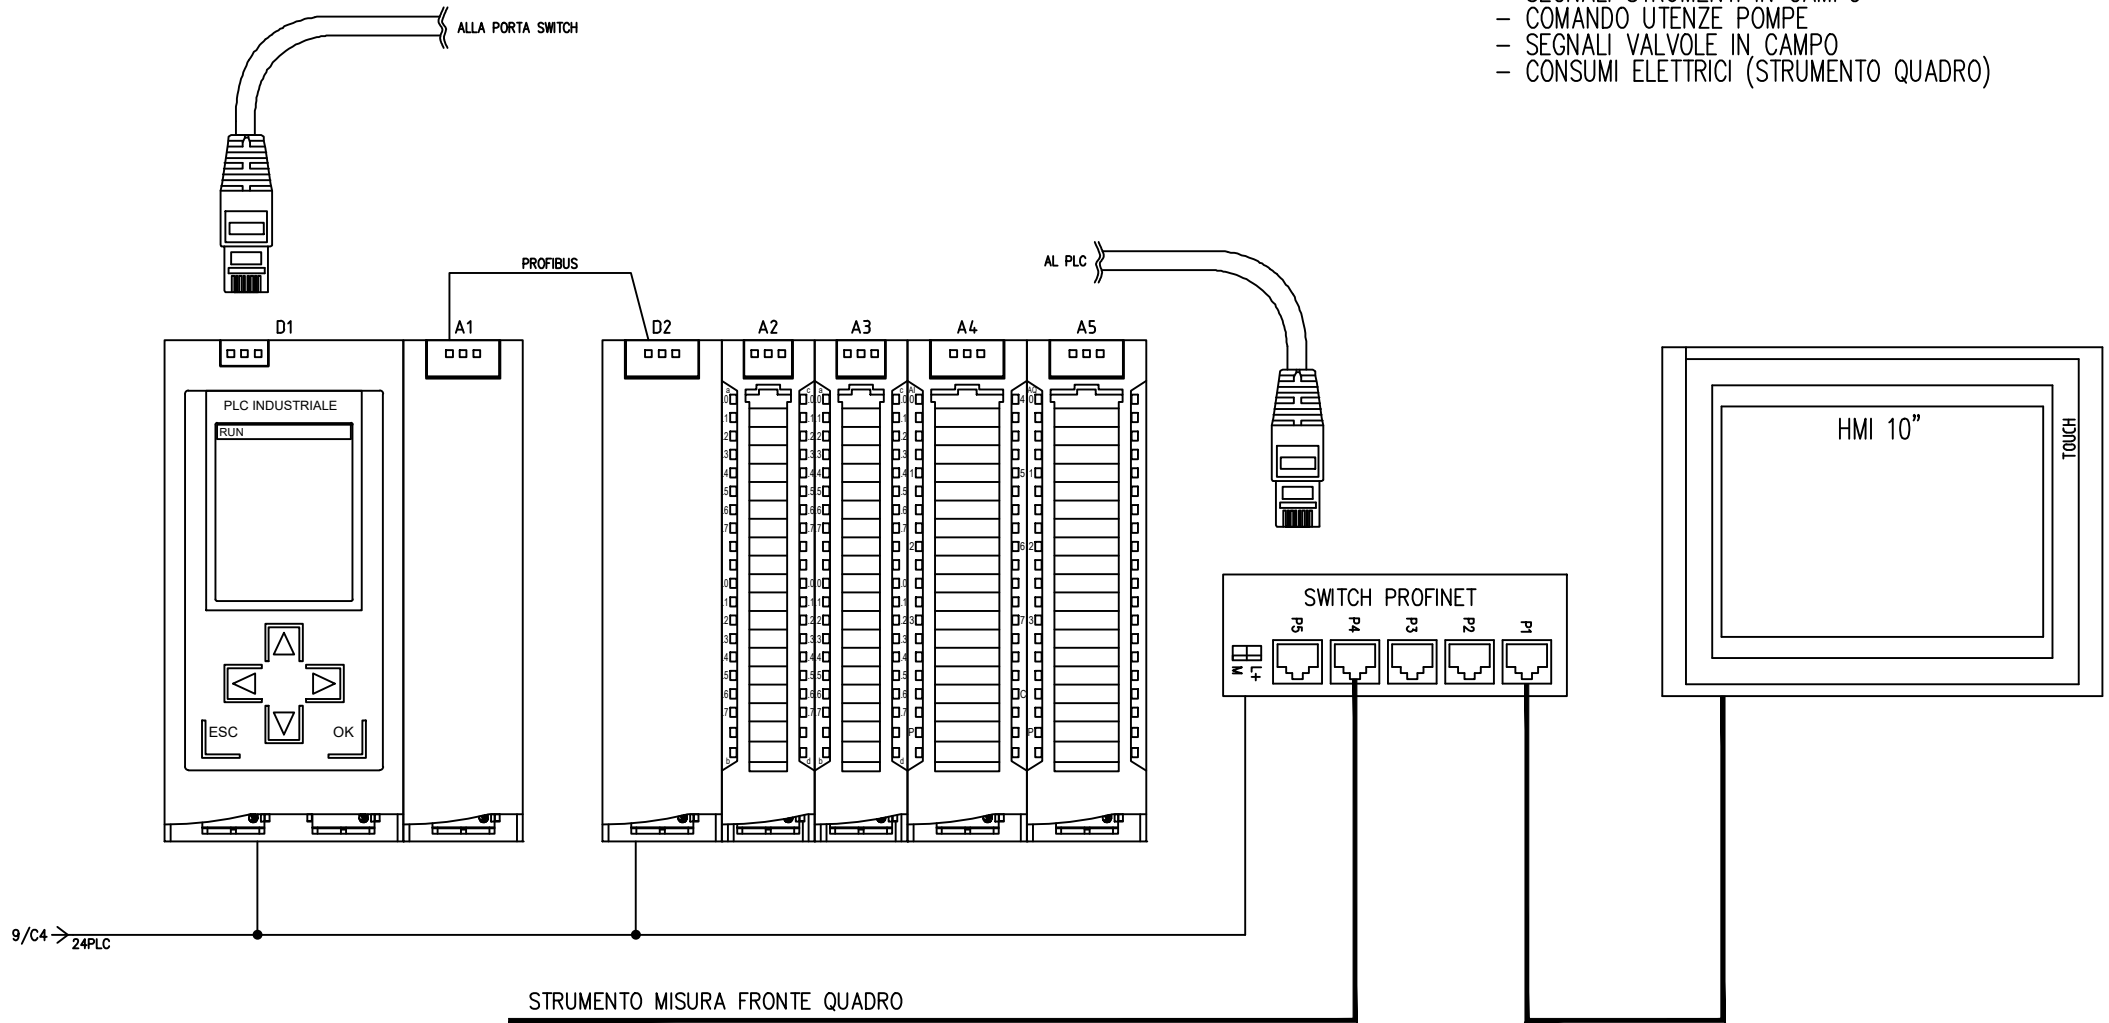 ALLA PORTA SWITCH
- COMANDO UTENZE POMPE
- SEGNALI VALVOLE IN CAMPO
- CONSUMI ELETTRICI (STRUMENTO QUADRO)
PROFIBUS
AL PLC
D1
A1
D2
A2
A3
A4
A5
PLC INDUSTRIALE
RUN
HMI 10"
TOUCH
SWITCH PROFINET
P5
P4
P3
P2
P1
L+
M
ESC
OK
9/C4
24PLC
STRUMENTO MISURA FRONTE QUADRO